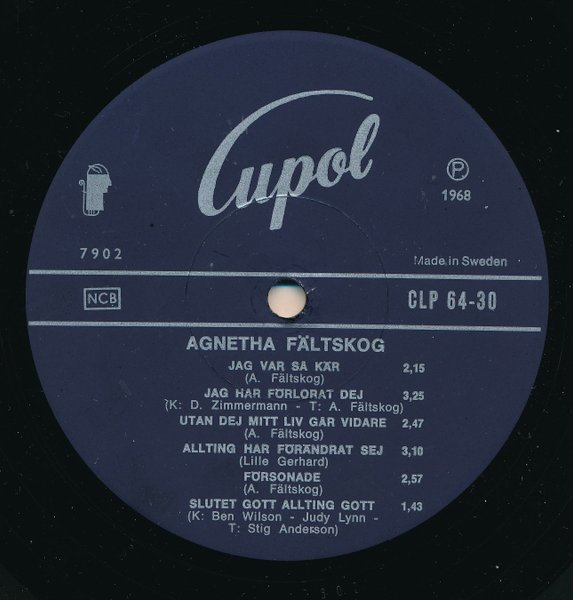 Cupol
℗
1968
7902
Made in Sweden
NCB
CLP 64-30
AGNETHA FÄLTSKOG
JAG VAR SÅ KÄR 2,15
(A. Fältskog)
JAG HAR FÖRLORAT DEJ 3,25
(K: D. Zimmermann - T: A. Fältskog)
UTAN DEJ MITT LIV GÅR VIDARE 2,47
(A. Fältskog)
ALLTING HAR FÖRÄNDRAT SEJ 3,10
(Lille Gerhard)
FÖRSONADE 2,57
(A. Fältskog)
SLUTET GOTT ALLTING GOTT 1,43
(K: Ben Wilson - Judy Lynn -
T: Stig Anderson)